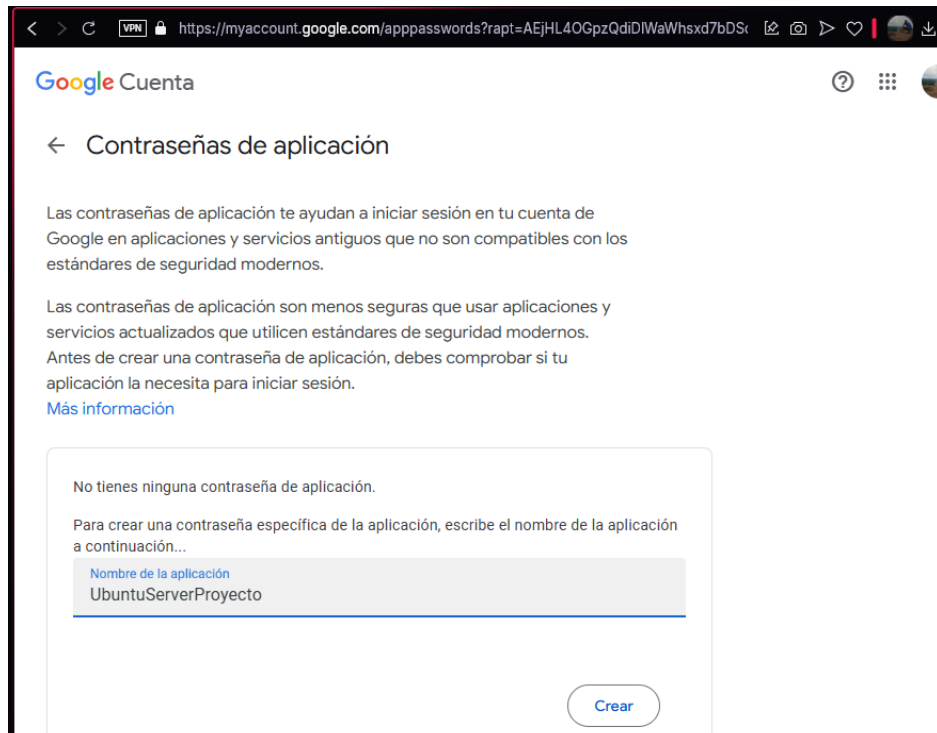 VPN https://myaccount.google.com/apppasswords?rapt=AEjHL4OGpzQdiDIWaWhsxd7bDSc
Google Cuenta
Contraseñas de aplicación
Las contraseñas de aplicación te ayudan a iniciar sesión en tu cuenta de
Google en aplicaciones y servicios antiguos que no son compatibles con los
estándares de seguridad modernos.
Las contraseñas de aplicación son menos seguras que usar aplicaciones y
servicios actualizados que utilicen estándares de seguridad modernos.
Antes de crear una contraseña de aplicación, debes comprobar si tu
aplicación la necesita para iniciar sesión.
Más información
No tienes ninguna contraseña de aplicación.
Para crear una contraseña específica de la aplicación, escribe el nombre de la aplicación
a continuación...
Nombre de la aplicación
UbuntuServerProyecto
Crear